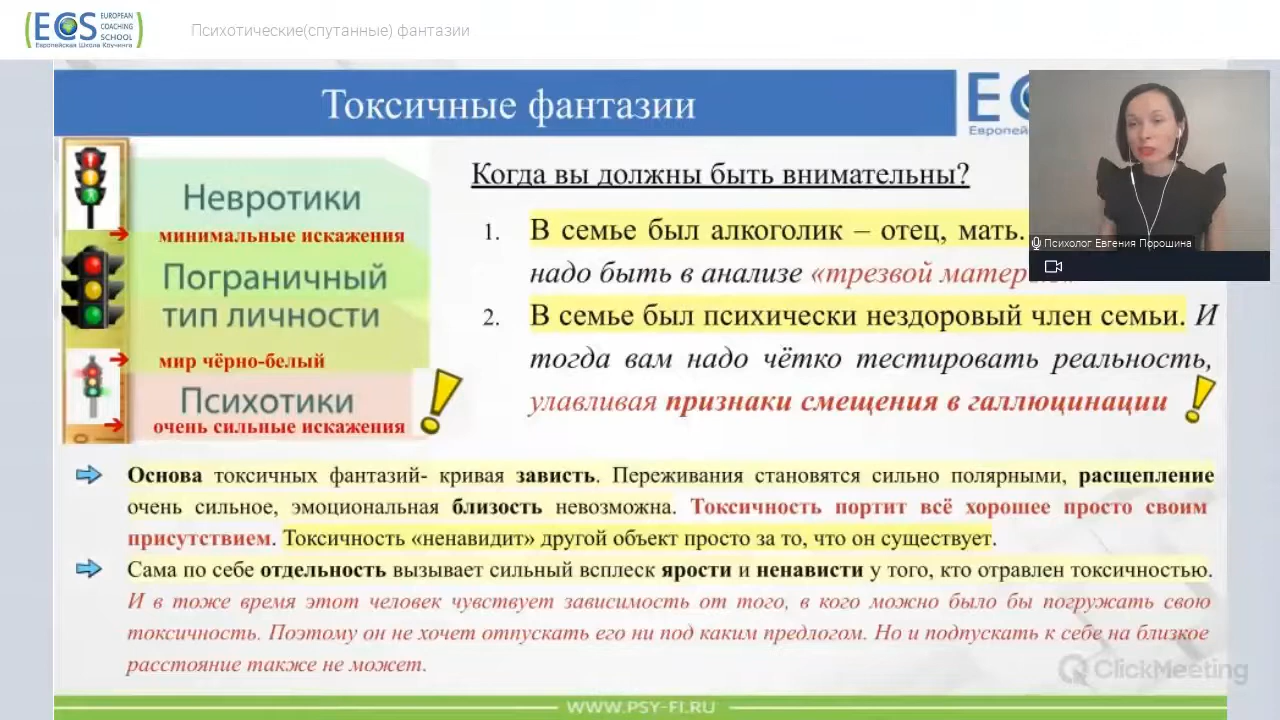 ECS EUROPEAN
COACHING
SCHOOL
Европейская Школа Коучинга
Психотические(спутанные) фантазии
Токсичные фантазии
Европей
Невротики
минимальные искажения
Пограничный
тип личности
мир чёрно-белый
Психотики
очень сильные искажения
Когда вы должны быть внимательны?
1. В семье был алкоголик – отец, мать.
надо быть в анализе «трезвой
2. В семье был психически нездоровый член семьи. И
тогда вам надо чётко тестировать реальность,
улавливая признаки смещения в галлюцинации
Психолог Евгения Порошина
Основа токсичных фантазий- кривая зависть. Переживания становятся сильно полярными, расщепление
очень сильное, эмоциональная близость невозможна. Токсичность портит всё хорошее просто своим
присутствием. Токсичность «ненавидит» другой объект просто за то, что он существует.
Сама по себе отдельность вызывает сильный всплеск ярости и ненависти у того, кто отравлен токсичностью.
И в тоже время этот человек чувствует зависимость от того, в кого можно было бы погружать свою
токсичность. Поэтому он не хочет отпускать его ни под каким предлогом. Но и подпускать к себе на близкое
расстояние также не может.
ClickMeeting
WWW.PSY-FI.RU